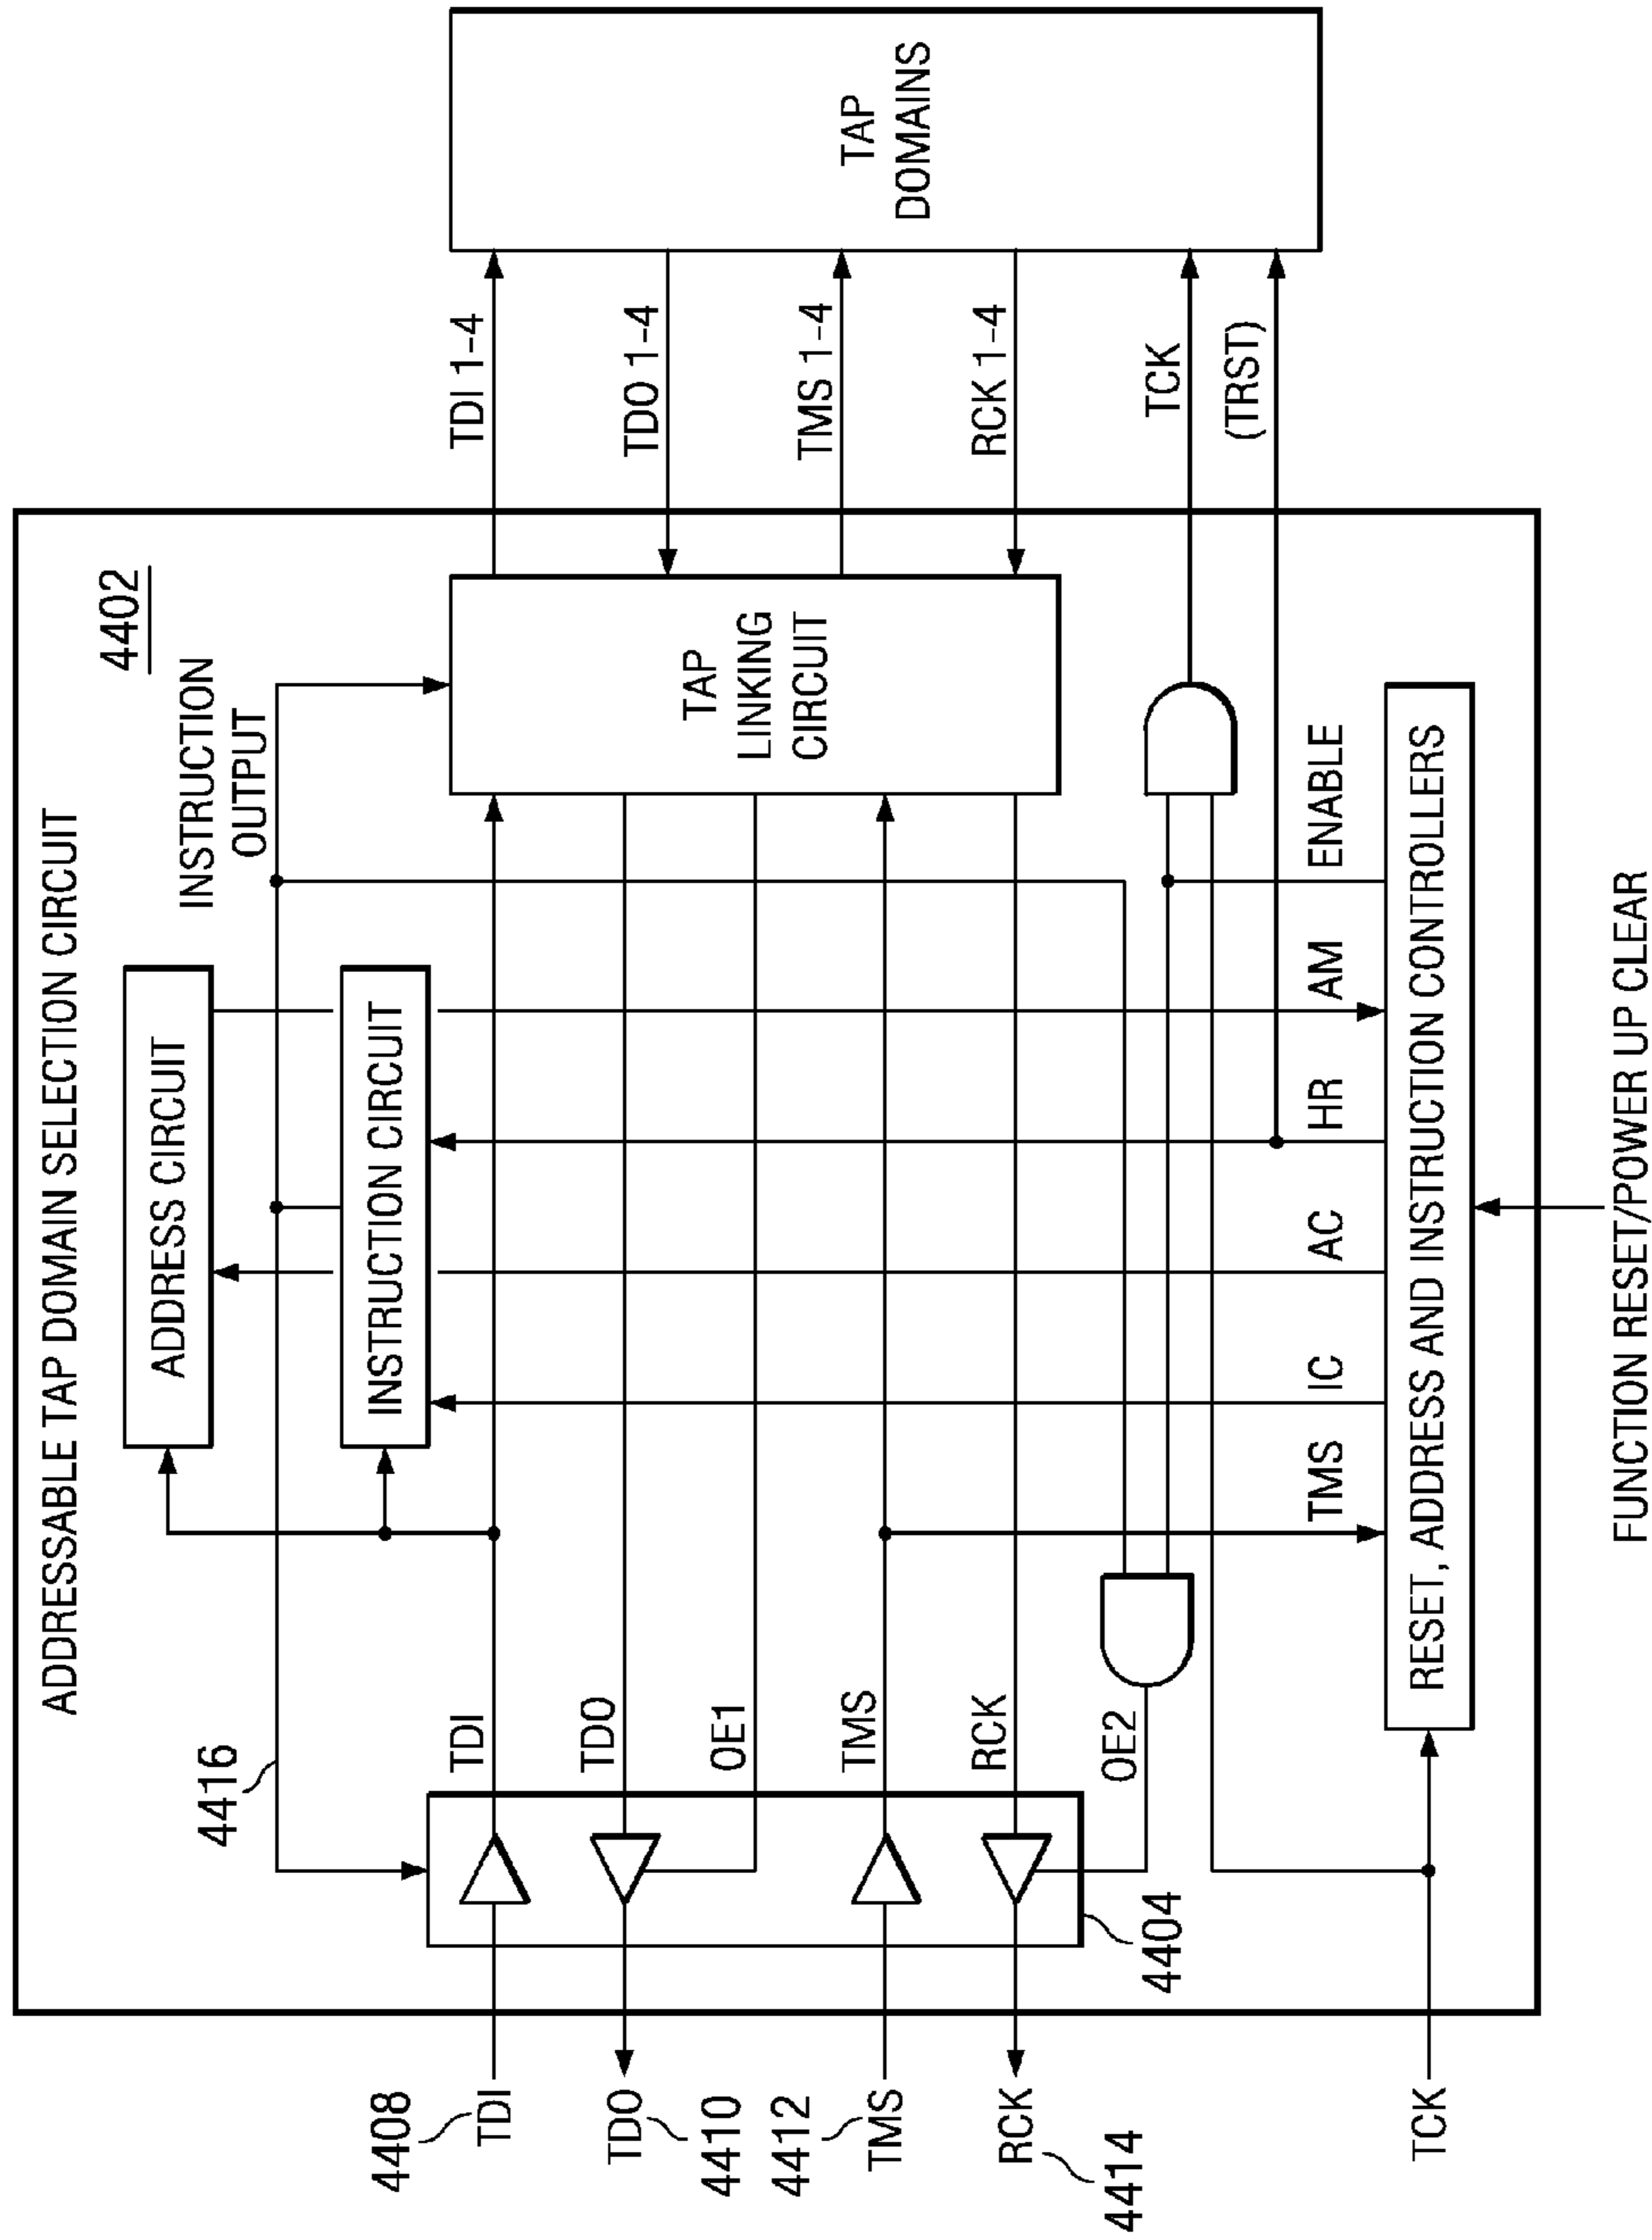 ADDRESSABLE TAP DOMAIN SELECTION CIRCUIT
4402
4416
ADDRESS CIRCUIT
INSTRUCTION
OUTPUT
INSTRUCTION CIRCUIT
4408
TDI
TDI
TDI 1-4
TDO
4410
TDO
TDO 1-4
OE1
TAP
LINKING
CIRCUIT
TAP
DOMAINS
4412
TMS
TMS
TMS 1-4
RCK
4414
RCK
RCK 1-4
OE2
4404
TCK
(TRST)
TMS
IC
AC
HR
AM
ENABLE
TCK
RESET, ADDRESS AND INSTRUCTION CONTROLLERS
FUNCTION RESET/POWER UP CLEAR